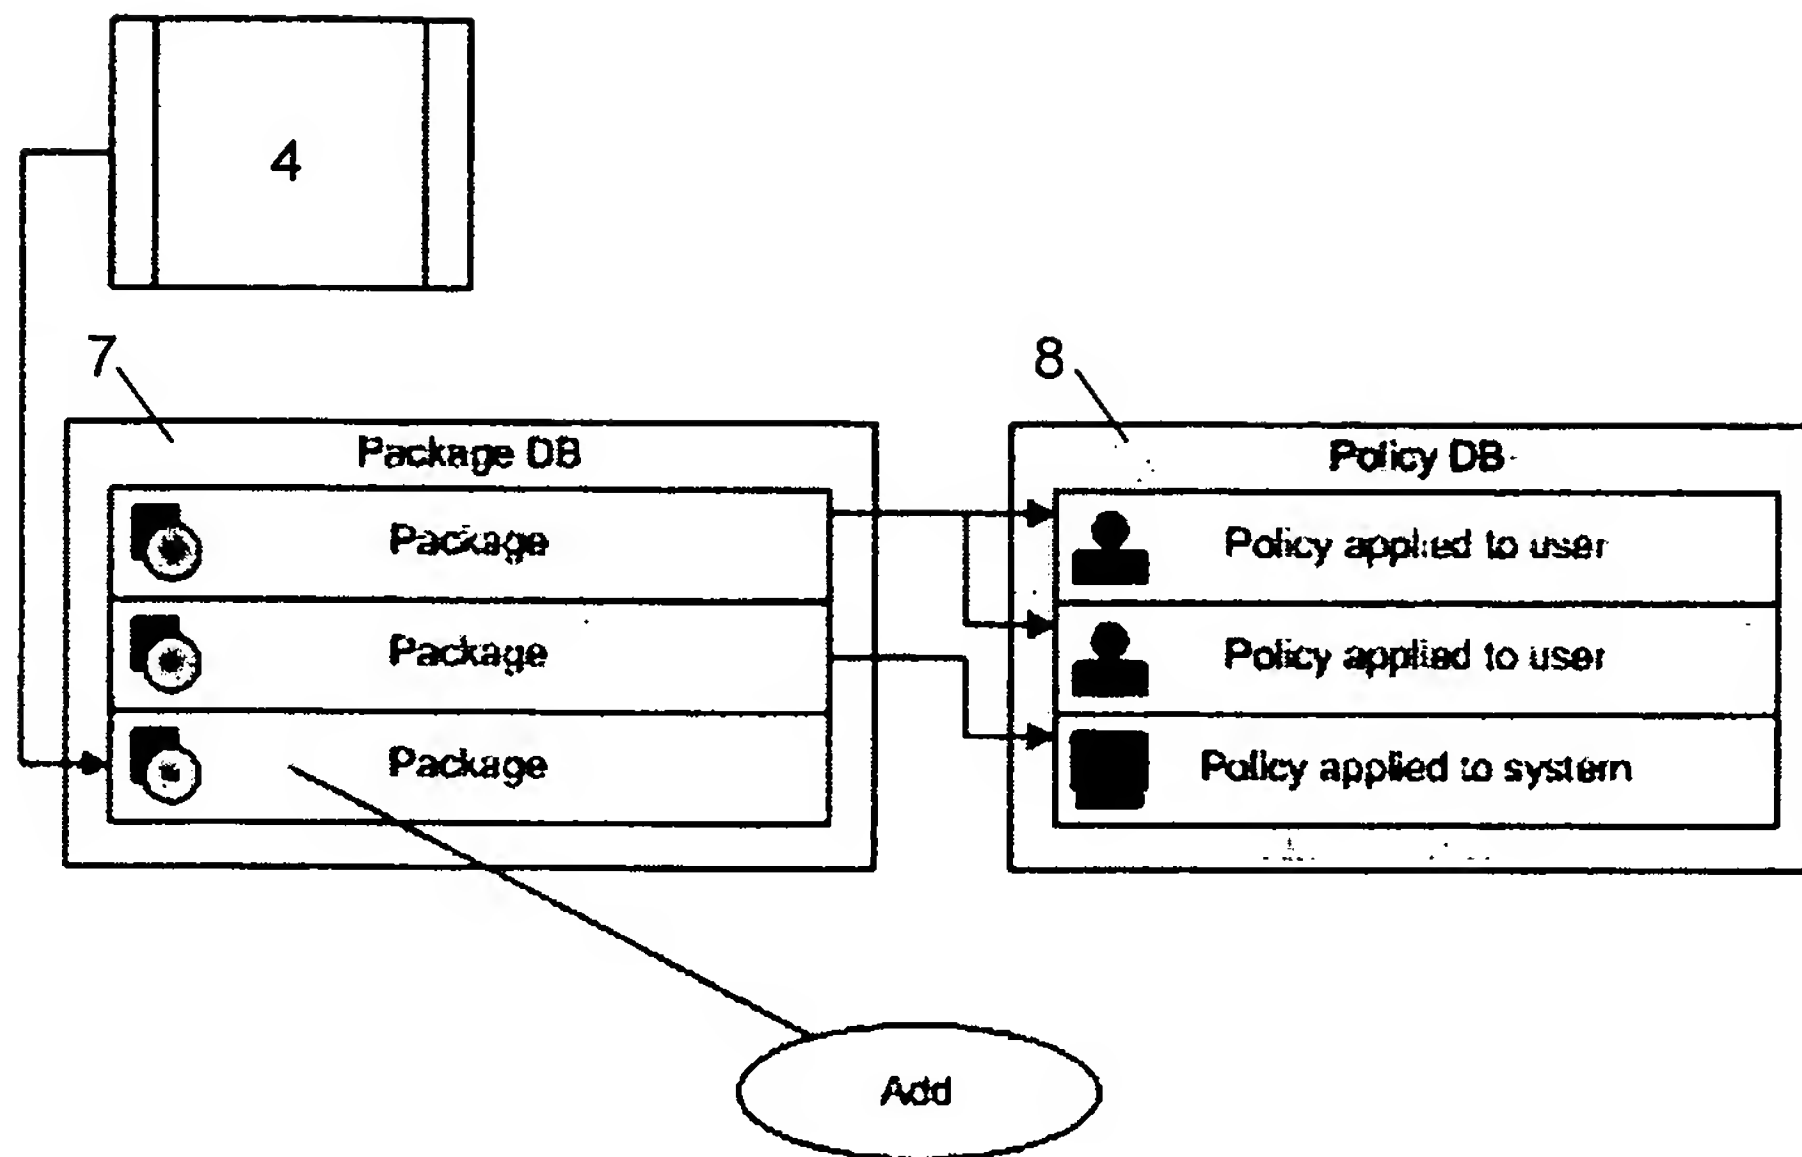 4
7
8
Package DB
Policy DB
Package
Policy applied to user
Package
Policy applied to user
Package
Policy applied to system
Add